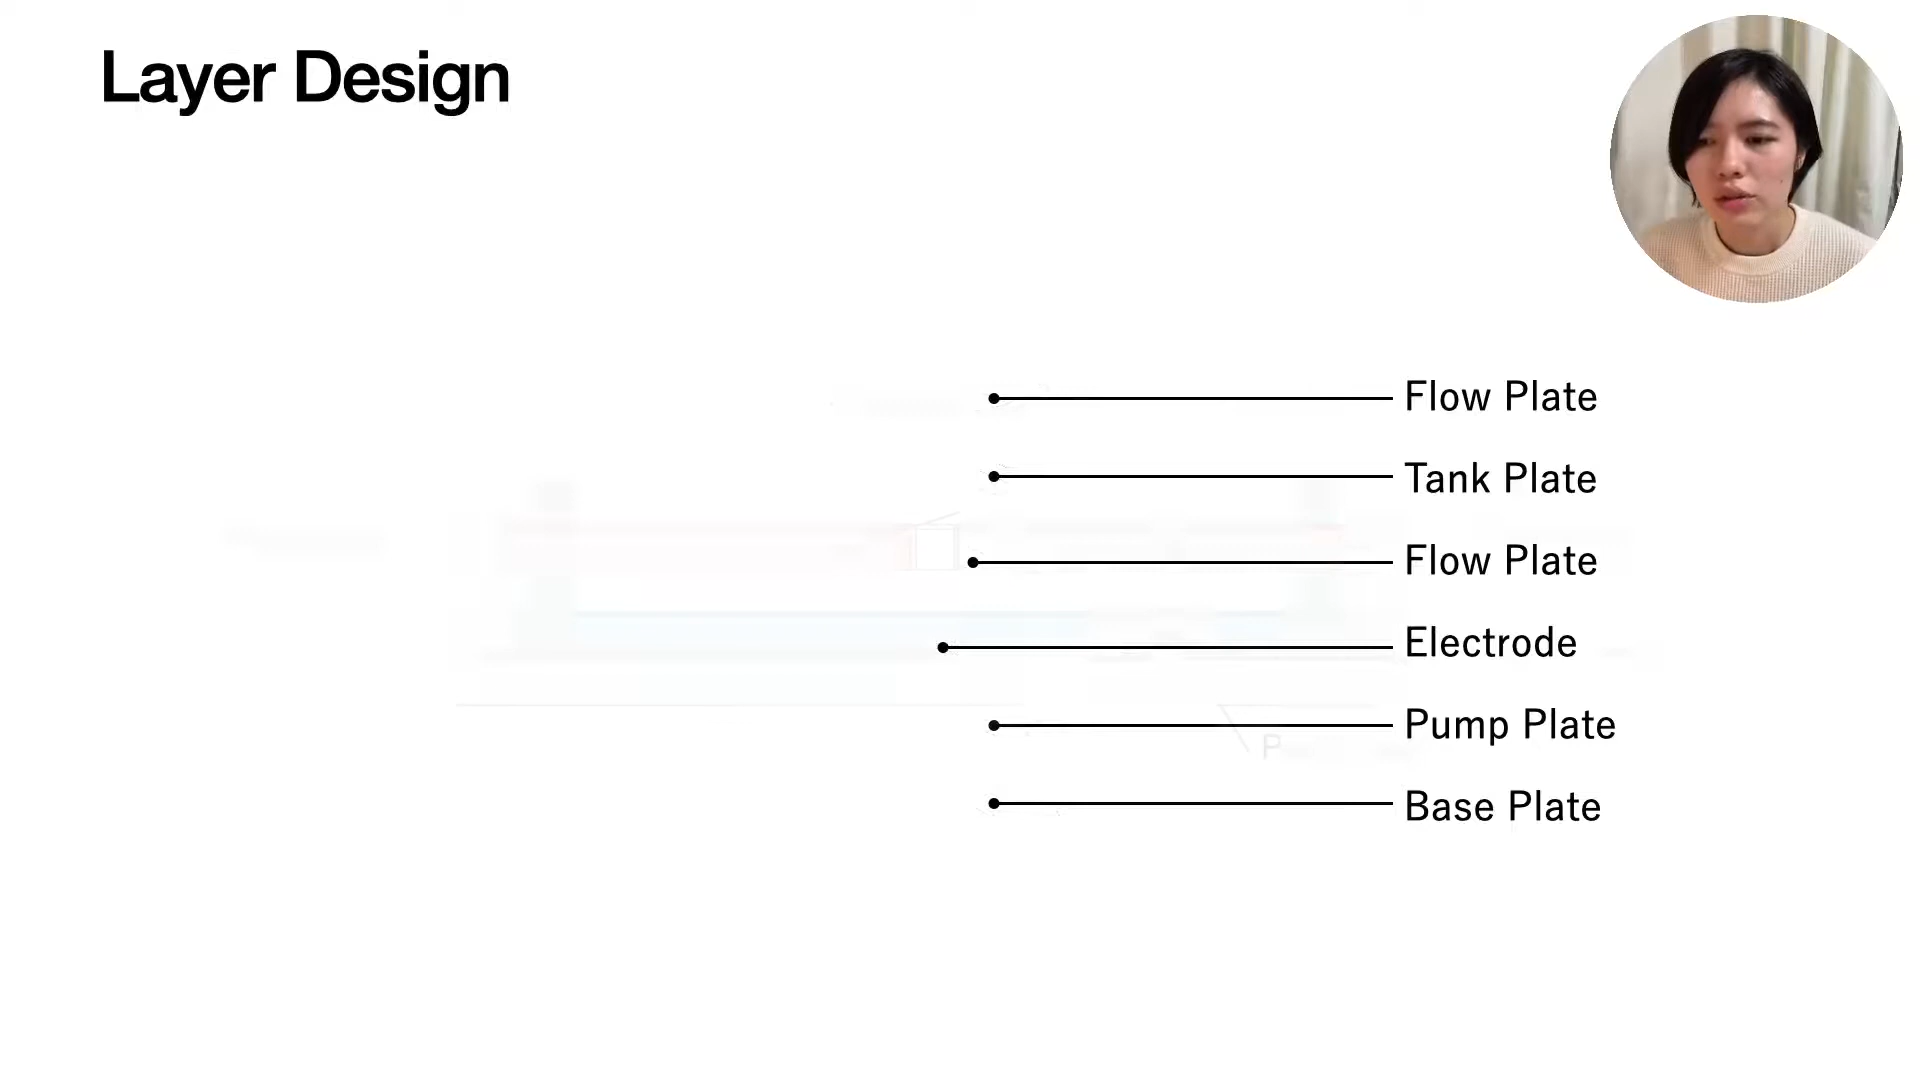 Layer Design
Flow Plate
Tank Plate
Flow Plate
Electrode
Pump Plate
Base Plate